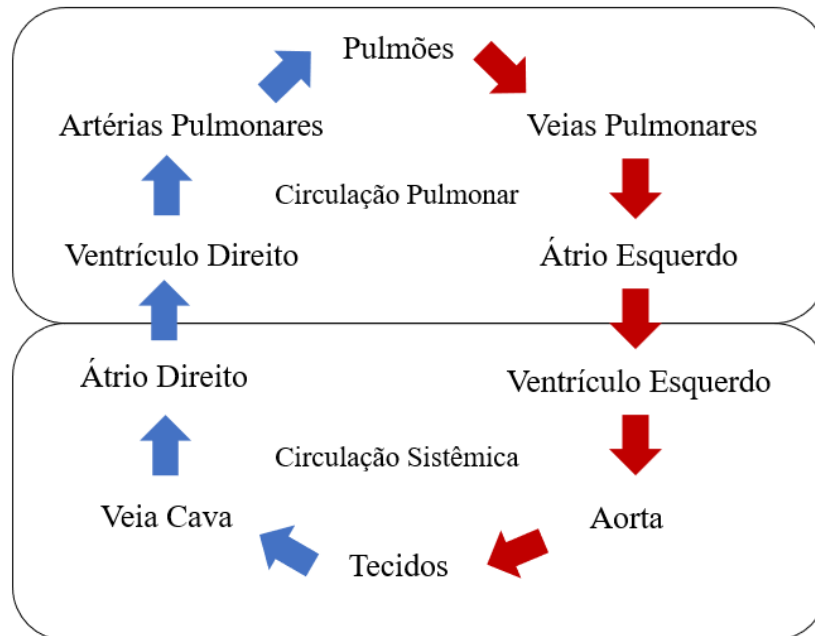 Pulmões
Artérias Pulmonares
Veias Pulmonares
Circulação Pulmonar
Ventrículo Direito
Átrio Esquerdo
Átrio Direito
Ventrículo Esquerdo
Circulação Sistêmica
Veia Cava
Aorta
Tecidos